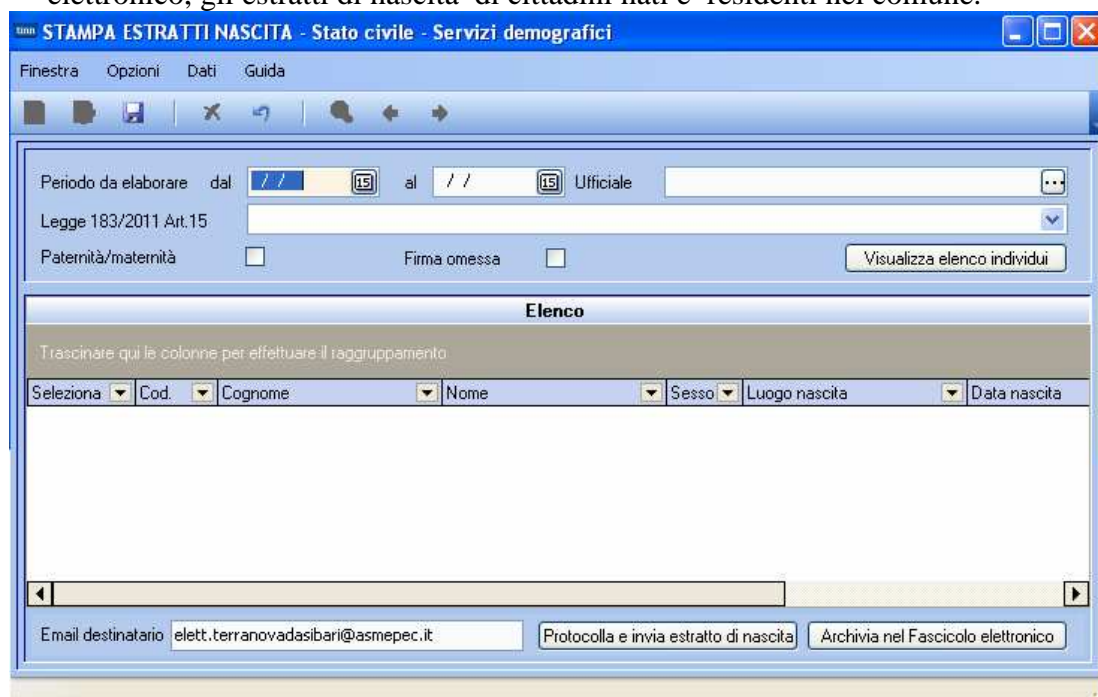 elettronico, gli estratti di nascita di cittadini nati e residenti nel comune.
tinn STAMPA ESTRATTI NASCITA - Stato civile - Servizi demografici
Finestra Opzioni Dati Guida
Periodo da elaborare dal / / 15 al / / 15 Ufficiale ...
Legge 183/2011 Art.15
Paternità/maternità Firma omessa Visualizza elenco individui
Elenco
Trascinare qui le colonne per effettuare il raggruppamento
Seleziona Cod. Cognome Nome Sesso Luogo nascita Data nascita
Email destinatario elett.terranovadasibari@asmepec.it Protocolla e invia estratto di nascita Archivia nel Fascicolo elettronico